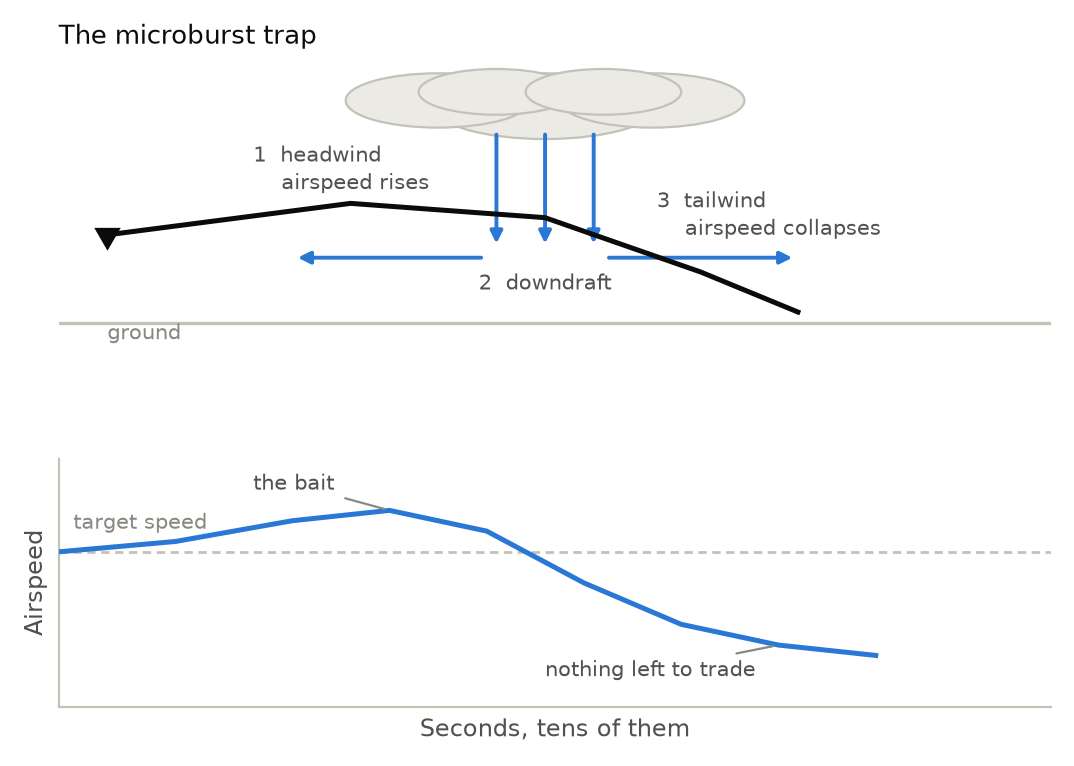 The microburst trap
1 headwind
airspeed rises
3 tailwind
airspeed collapses
2 downdraft
ground
the bait
target speed
Airspeed
nothing left to trade
Seconds, tens of them